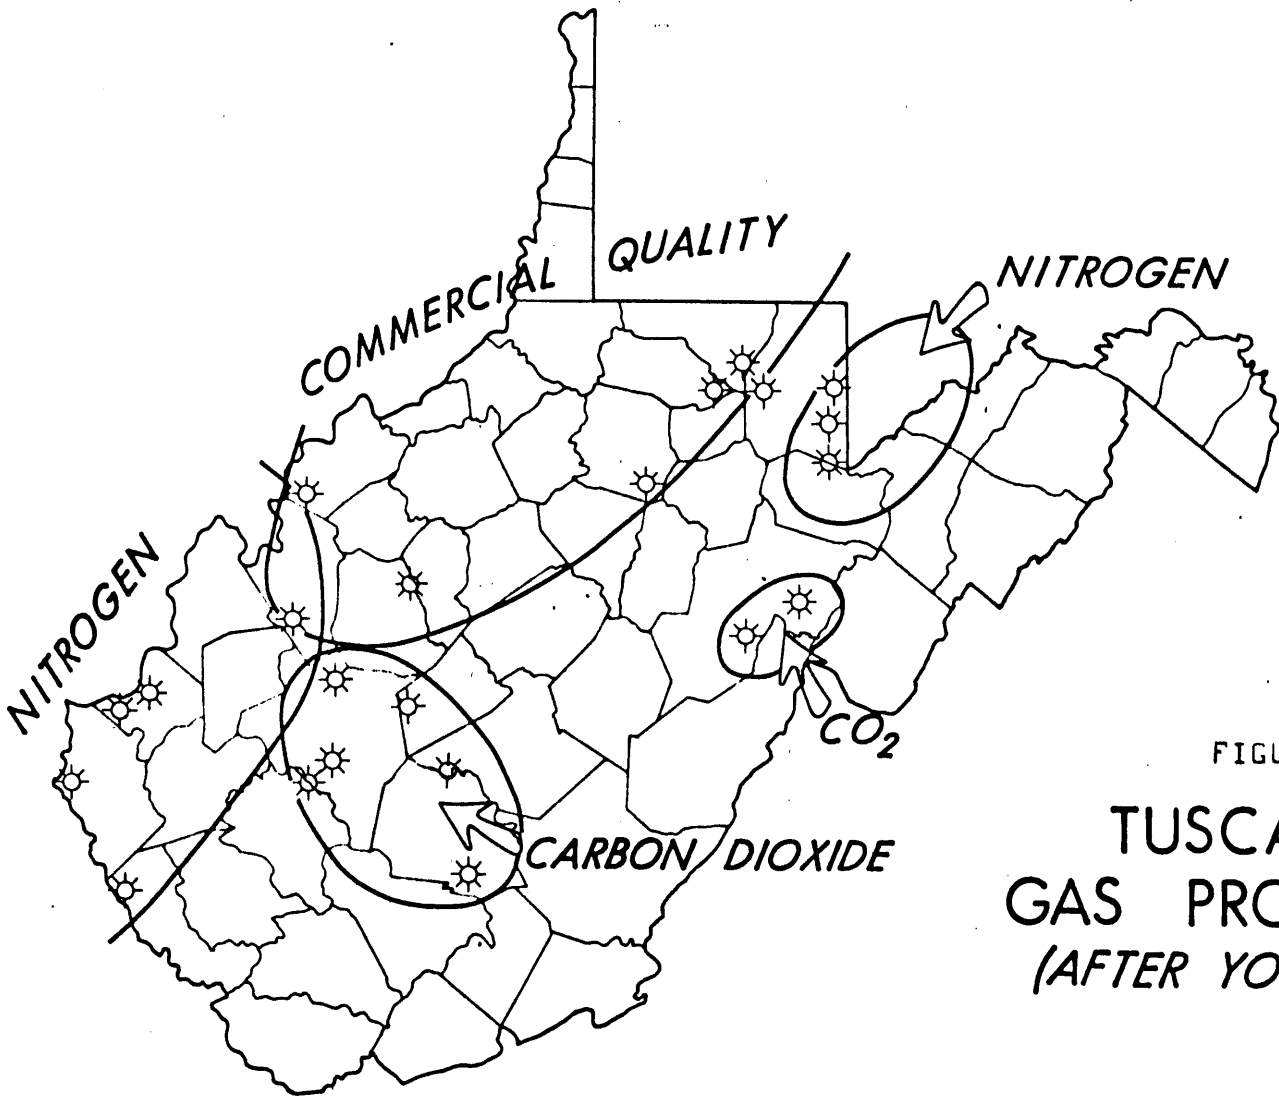 COMMERCIAL QUALITY
NITROGEN
NITROGEN
CO2
CARBON DIOXIDE
FIGU
TUSCA
GAS PRO
(AFTER YO